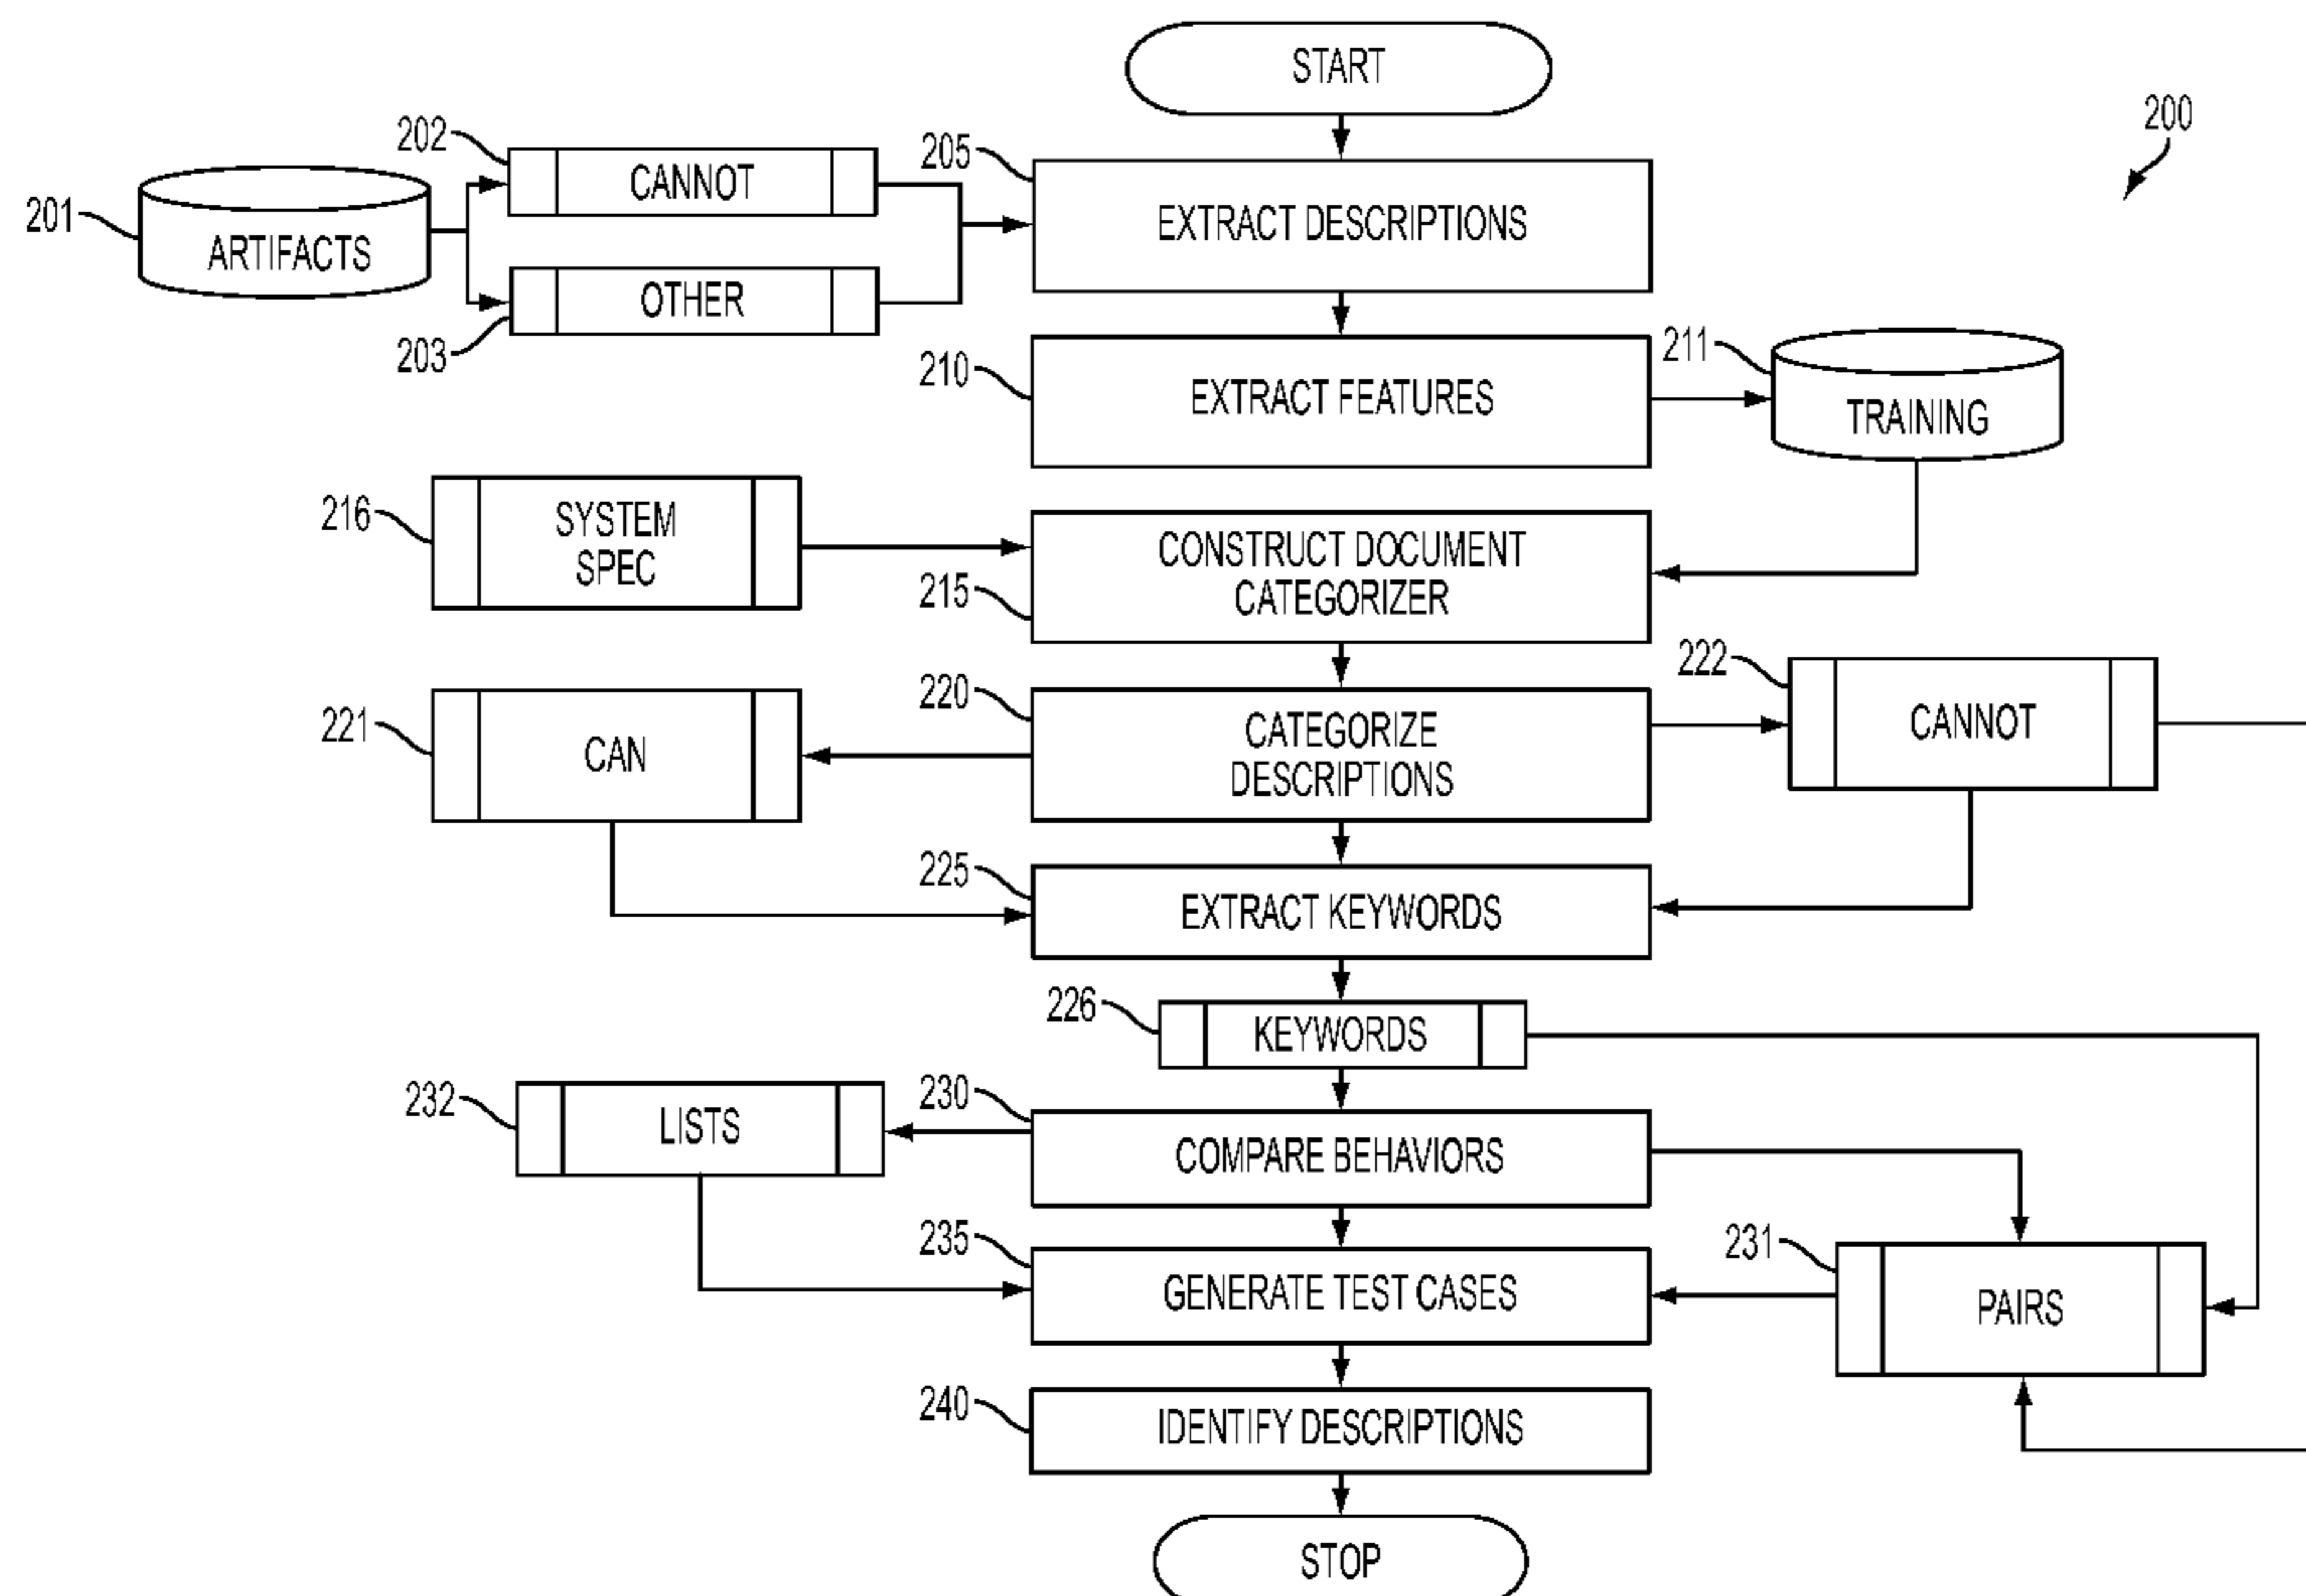 START
200
202
CANNOT
205
201
ARTIFACTS
EXTRACT DESCRIPTIONS
OTHER
203
210
EXTRACT FEATURES
211
TRAINING
216
SYSTEM
SPEC
CONSTRUCT DOCUMENT
CATEGORIZER
215
222
CANNOT
220
221
CAN
CATEGORIZE
DESCRIPTIONS
225
EXTRACT KEYWORDS
226
KEYWORDS
232
LISTS
230
COMPARE BEHAVIORS
235
GENERATE TEST CASES
231
PAIRS
240
IDENTIFY DESCRIPTIONS
STOP